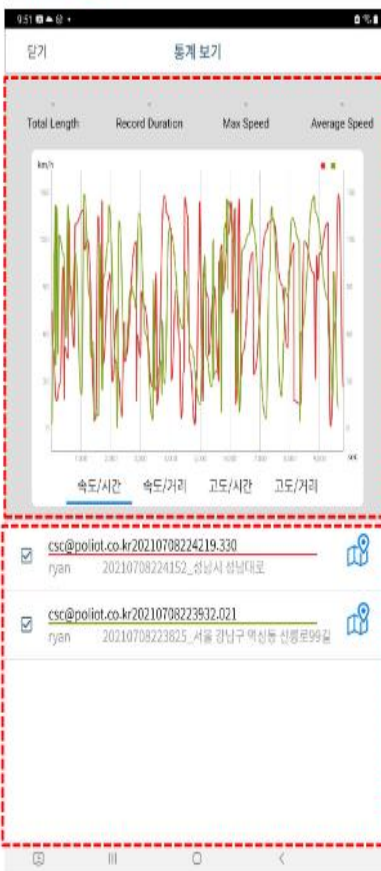 9:51
닫기 통계 보기
Total Length Record Duration Max Speed Average Speed
km/h
sec
속도/시간 속도/거리 고도/시간 고도/거리
csc@poliot.co.kr20210708224219.330
ryan 20210708224152_성남시 성남대로
csc@poliot.co.kr20210708223932.021
ryan 20210708223825_서울 강남구 역삼동 선릉로99길